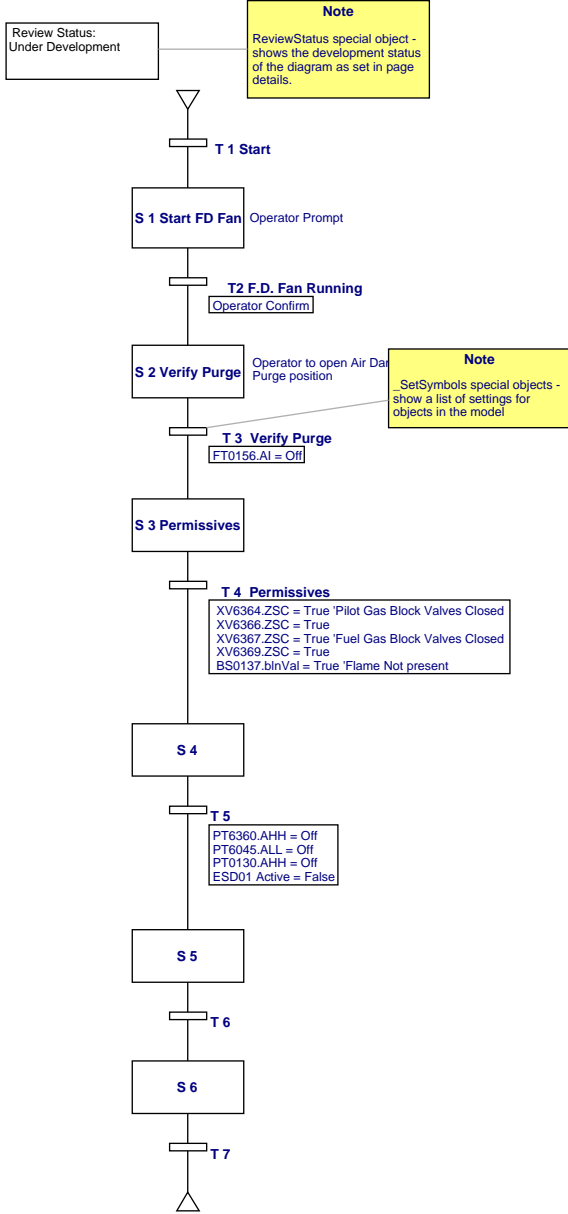 Review Status:
Under Development
Note
ReviewStatus special object -
shows the development status
of the diagram as set in page
details.
T 1 Start
S 1 Start FD Fan
Operator Prompt
T2 F.D. Fan Running
Operator Confirm
S 2 Verify Purge
Operator to open Air Dam
Purge position
Note
_SetSymbols special objects -
show a list of settings for
objects in the model
T 3 Verify Purge
FT0156.AI = Off
S 3 Permissives
T 4 Permissives
XV6364.ZSC = True 'Pilot Gas Block Valves Closed
XV6366.ZSC = True
XV6367.ZSC = True 'Fuel Gas Block Valves Closed
XV6369.ZSC = True
BS0137.blnVal = True 'Flame Not present
S 4
T 5
PT6360.AHH = Off
PT6045.ALL = Off
PT0130.AHH = Off
ESD01 Active = False
S 5
T 6
S 6
T 7